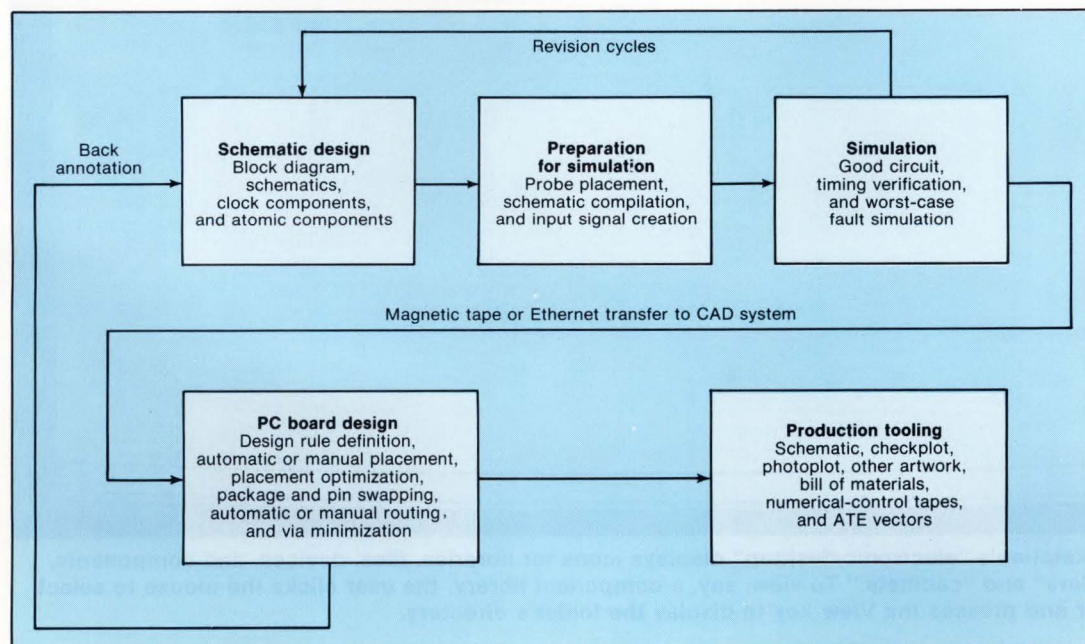 Revision cycles
Back
annotation
Schematic design
Block diagram,
schematics,
clock components,
and atomic components
Preparation
for simulation
Probe placement,
schematic compilation,
and input signal creation
Simulation
Good circuit,
timing verification,
and worst-case
fault simulation
Magnetic tape or Ethernet transfer to CAD system
PC board design
Design rule definition,
automatic or manual placement,
placement optimization,
package and pin swapping,
automatic or manual routing,
and via minimization
Production tooling
Schematic, checkplot,
photoplot, other artwork,
bill of materials,
numerical-control tapes,
and ATE vectors